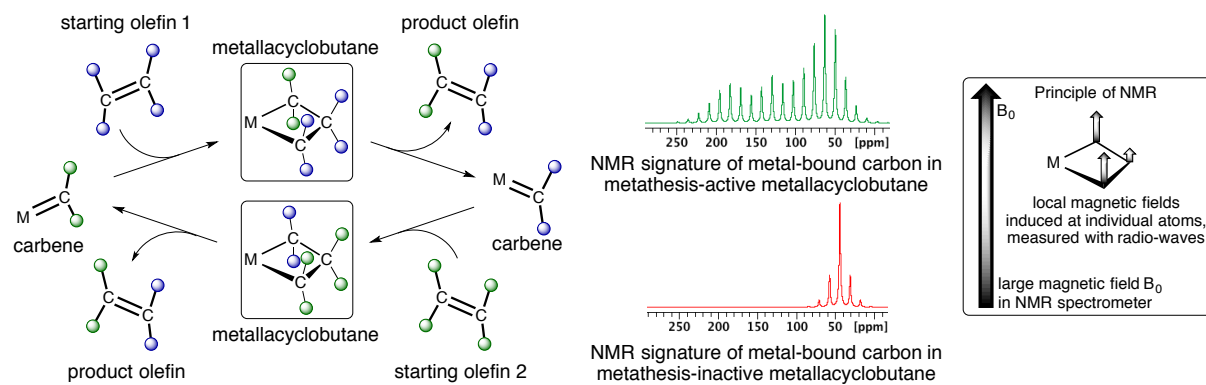 starting olefin 1
product olefin
metallacyclobutane
C
C
M
C
C
C
C
C
M
C
carbene
M
C
carbene
M
C
C
C
C
C
product olefin
metallacyclobutane
C
C
starting olefin 2
250 200 150 100 50 [ppm]
NMR signature of metal-bound carbon in
metathesis-active metallacyclobutane
250 200 150 100 50 [ppm]
NMR signature of metal-bound carbon in
metathesis-inactive metallacyclobutane
B0
Principle of NMR
M
local magnetic fields
induced at individual atoms,
measured with radio-waves
large magnetic field B0
in NMR spectrometer